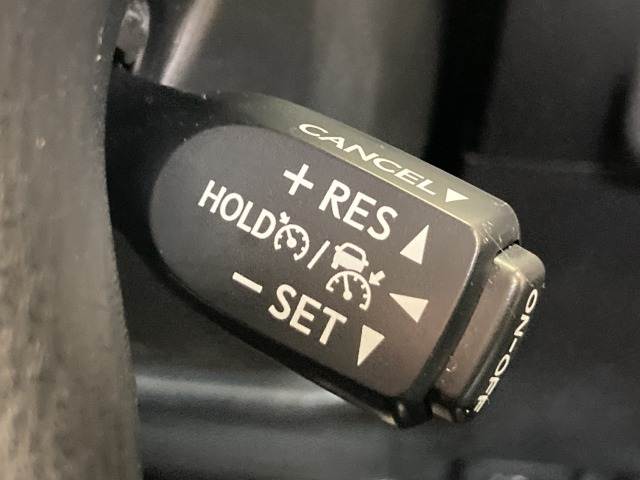 CANCEL▼
+ RES ▲
HOLD / ◀
- SET ▼
ON-OFF